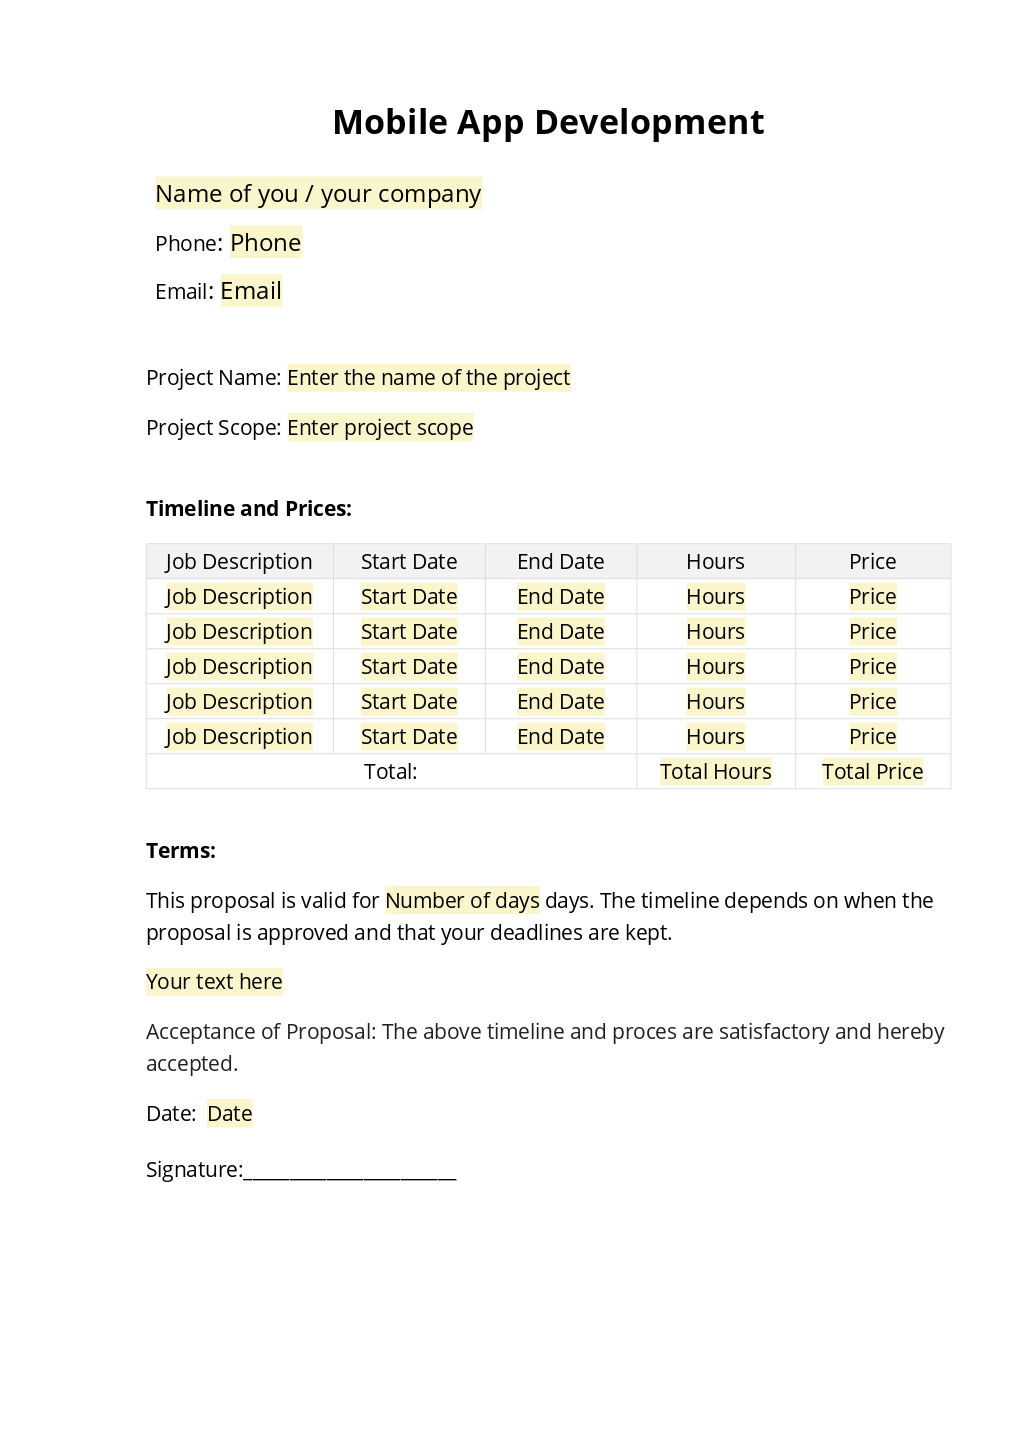 Mobile App Development
Name of you / your company
Phone: Phone
Email: Email
Project Name: Enter the name of the project
Project Scope: Enter project scope
Timeline and Prices:
Job Description Start Date End Date Hours Price
Job Description Start Date End Date Hours Price
Job Description Start Date End Date Hours Price
Job Description Start Date End Date Hours Price
Job Description Start Date End Date Hours Price
Job Description Start Date End Date Hours Price
Total: Total Hours Total Price
Terms:
This proposal is valid for Number of days days. The timeline depends on when the
proposal is approved and that your deadlines are kept.
Your text here
Acceptance of Proposal: The above timeline and proces are satisfactory and hereby
accepted.
Date: Date
Signature:_____________________